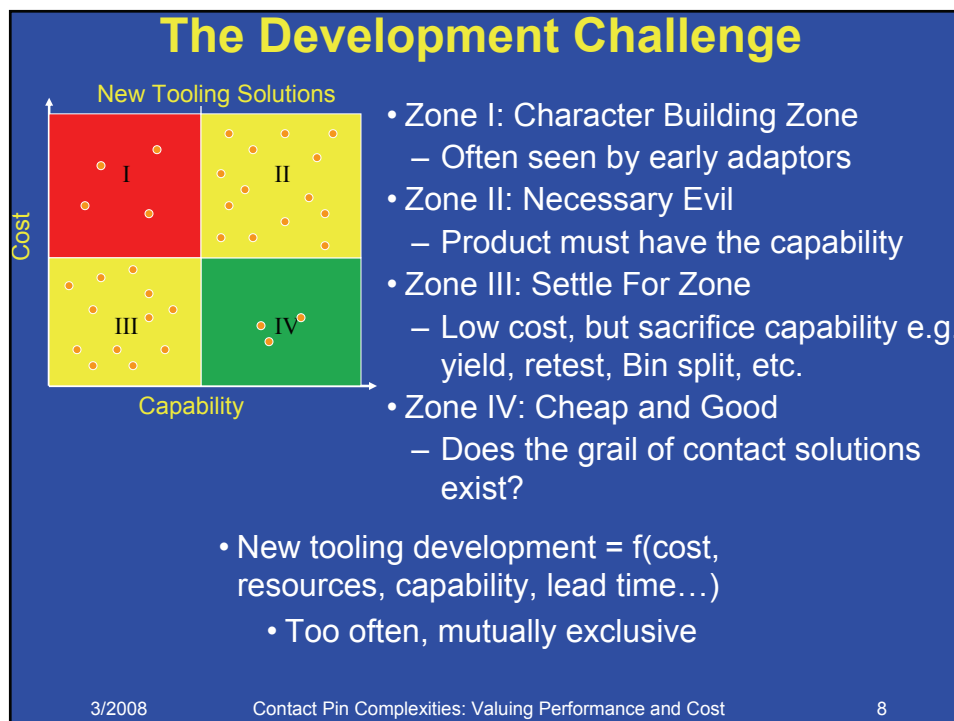 The Development Challenge
New Tooling Solutions
I
II
III
IV
Cost
Capability
• Zone I: Character Building Zone
– Often seen by early adaptors
• Zone II: Necessary Evil
– Product must have the capability
• Zone III: Settle For Zone
– Low cost, but sacrifice capability e.g.
yield, retest, Bin split, etc.
• Zone IV: Cheap and Good
– Does the grail of contact solutions
exist?
• New tooling development = f(cost,
resources, capability, lead time…)
• Too often, mutually exclusive
3/2008
Contact Pin Complexities: Valuing Performance and Cost
8